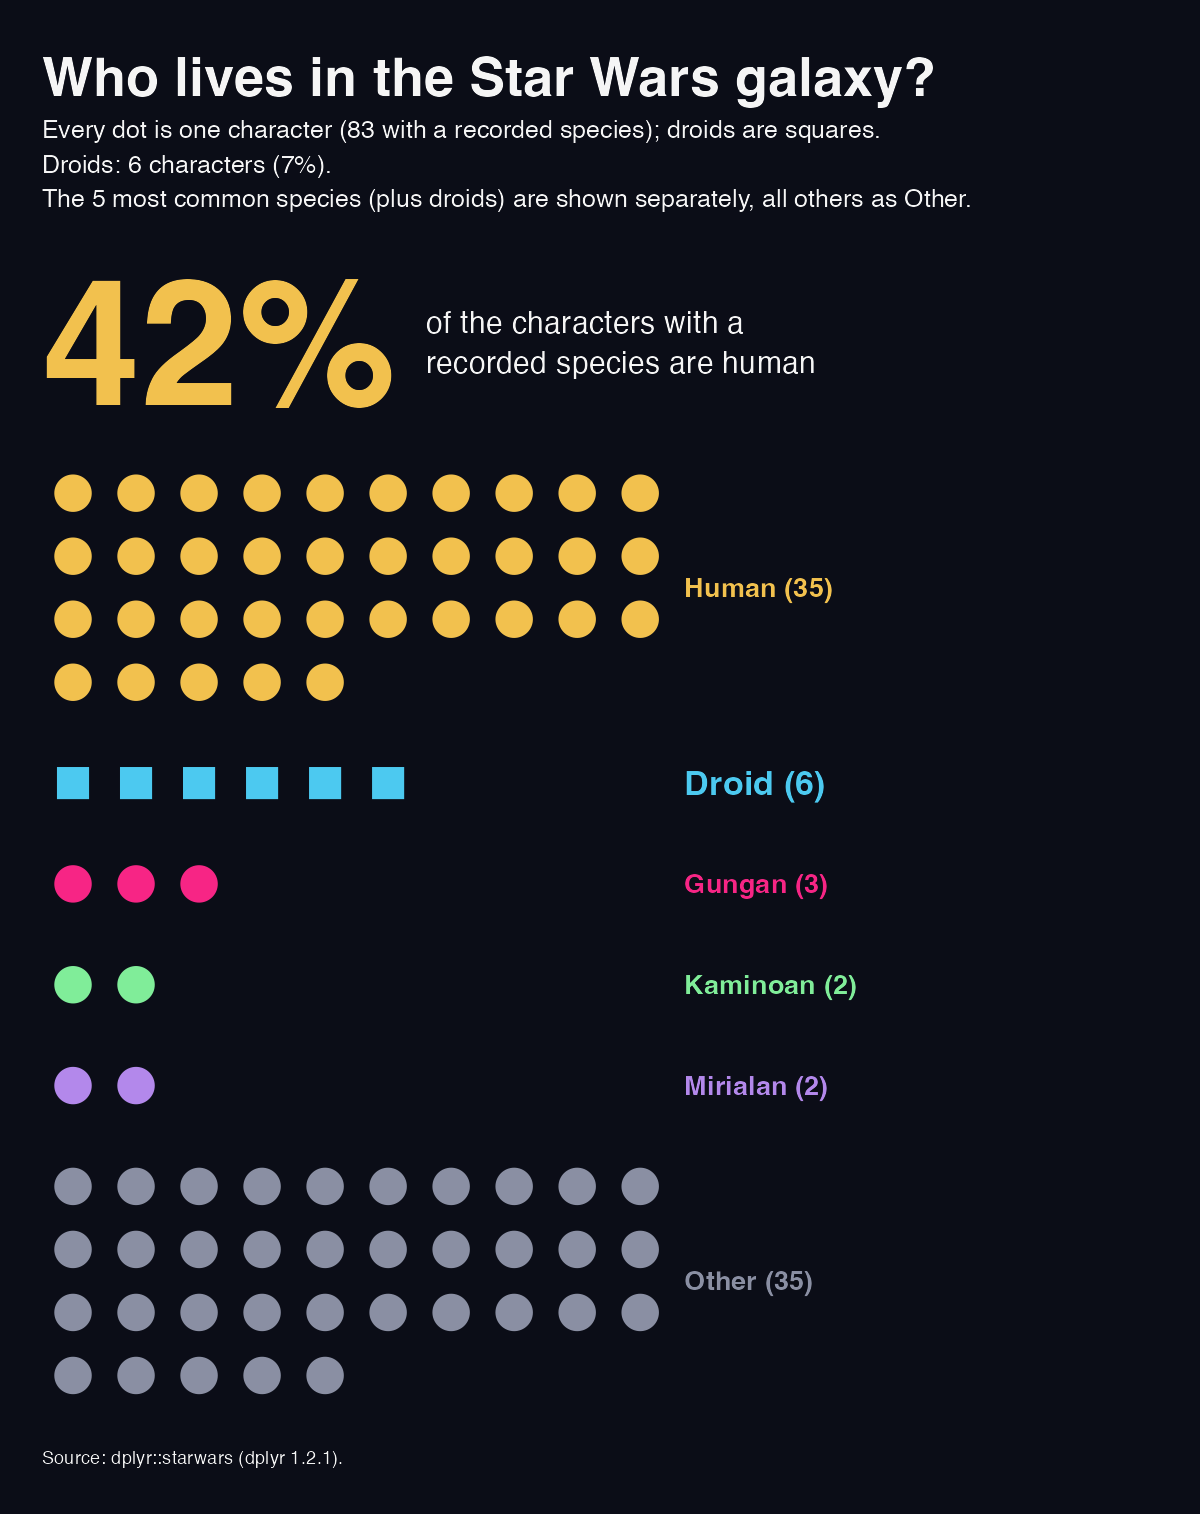 Who lives in the Star Wars galaxy?
Every dot is one character (83 with a recorded species); droids are squares.
Droids: 6 characters (7%).
The 5 most common species (plus droids) are shown separately, all others as Other.
42%
of the characters with a
recorded species are human
Human (35)
Droid (6)
Gungan (3)
Kaminoan (2)
Mirialan (2)
Other (35)
Source: dplyr::starwars (dplyr 1.2.1).